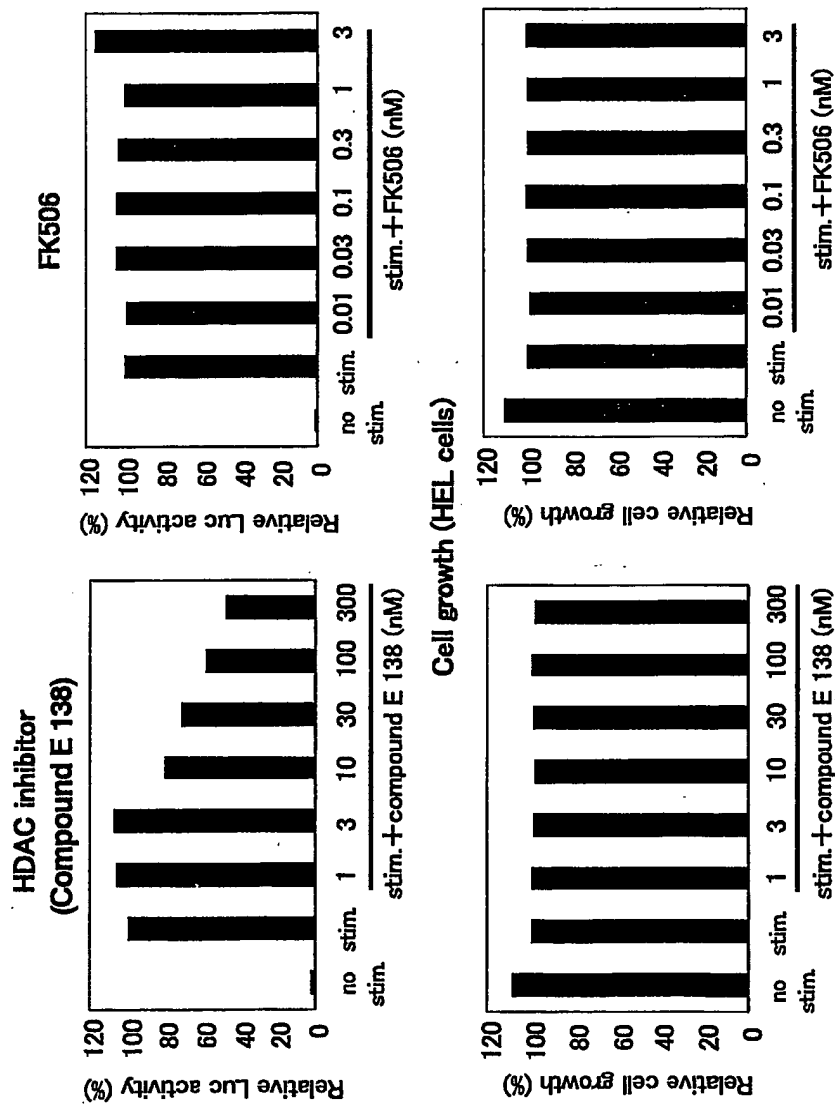 HDAC inhibitor
(Compound E 138)
Relative Luc activity
(%)
120
100
80
60
40
20
0
no
stim.
stim.
1
3
10
30
100
300
stim.+compound E 138 (nM)
FK506
Relative Luc activity
(%)
120
100
80
60
40
20
0
no
stim.
stim.
0.01
0.03
0.1
0.3
1
3
stim.+FK506 (nM)
Cell growth (HEL cells)
Relative cell growth
(%)
120
100
80
60
40
20
0
no
stim.
stim.
1
3
10
30
100
300
stim.+compound E 138 (nM)
Relative cell growth
(%)
120
100
80
60
40
20
0
no
stim.
stim.
0.01
0.03
0.1
0.3
1
3
stim.+FK506 (nM)